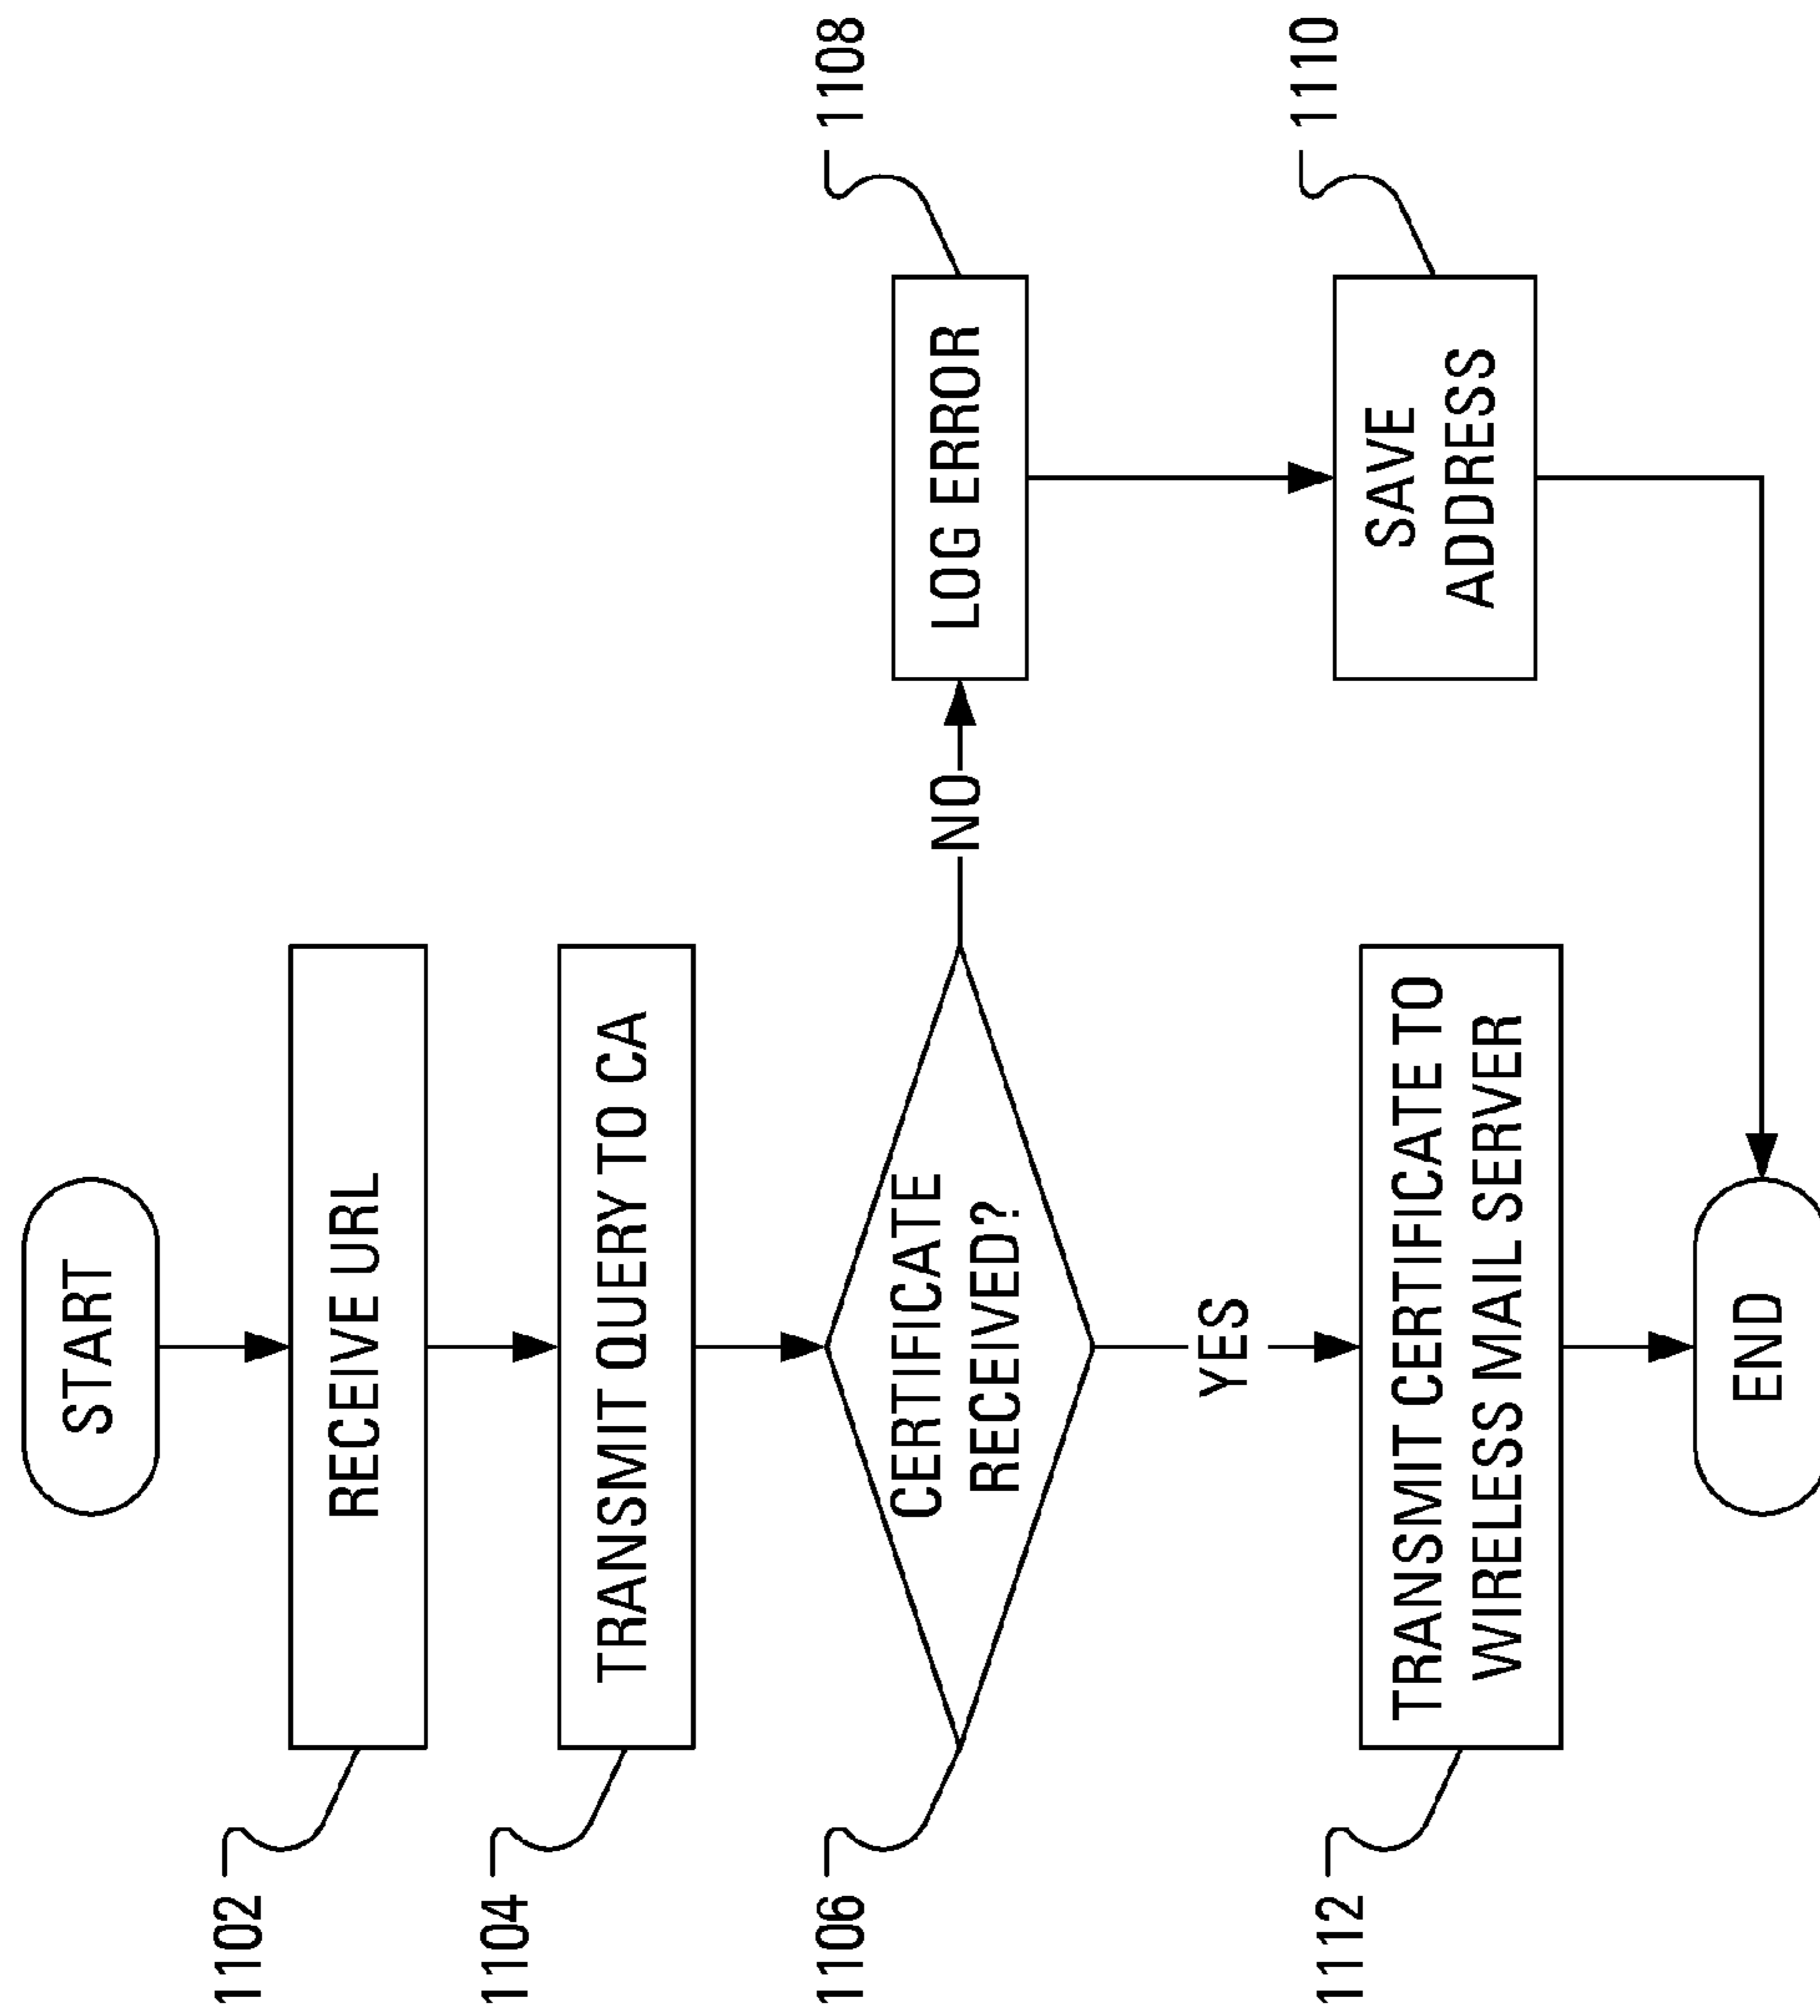 START
1102
RECEIVE URL
1104
TRANSMIT QUERY TO CA
1106
CERTIFICATE
RECEIVED?
NO
LOG ERROR
1108
YES
SAVE
ADDRESS
1110
1112
TRANSMIT CERTIFICATE TO
WIRELESS MAIL SERVER
END